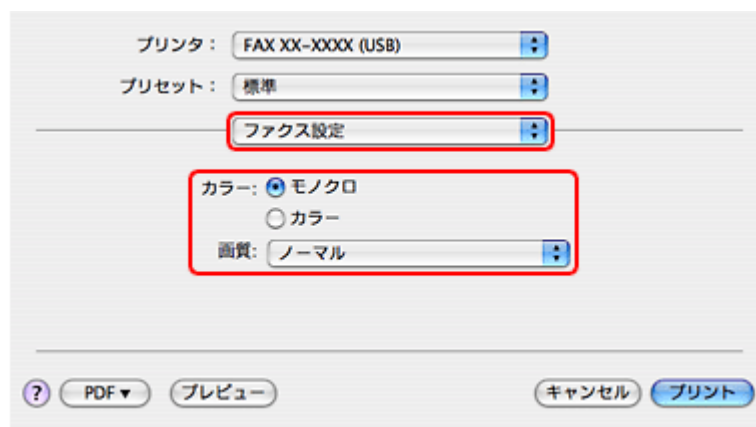 プリンタ： FAX XX-XXXX (USB)
プリセット： 標準
ファクス設定
カラー: モノクロ
カラー
画質: ノーマル
? PDF▼ プレビュー キャンセル プリント